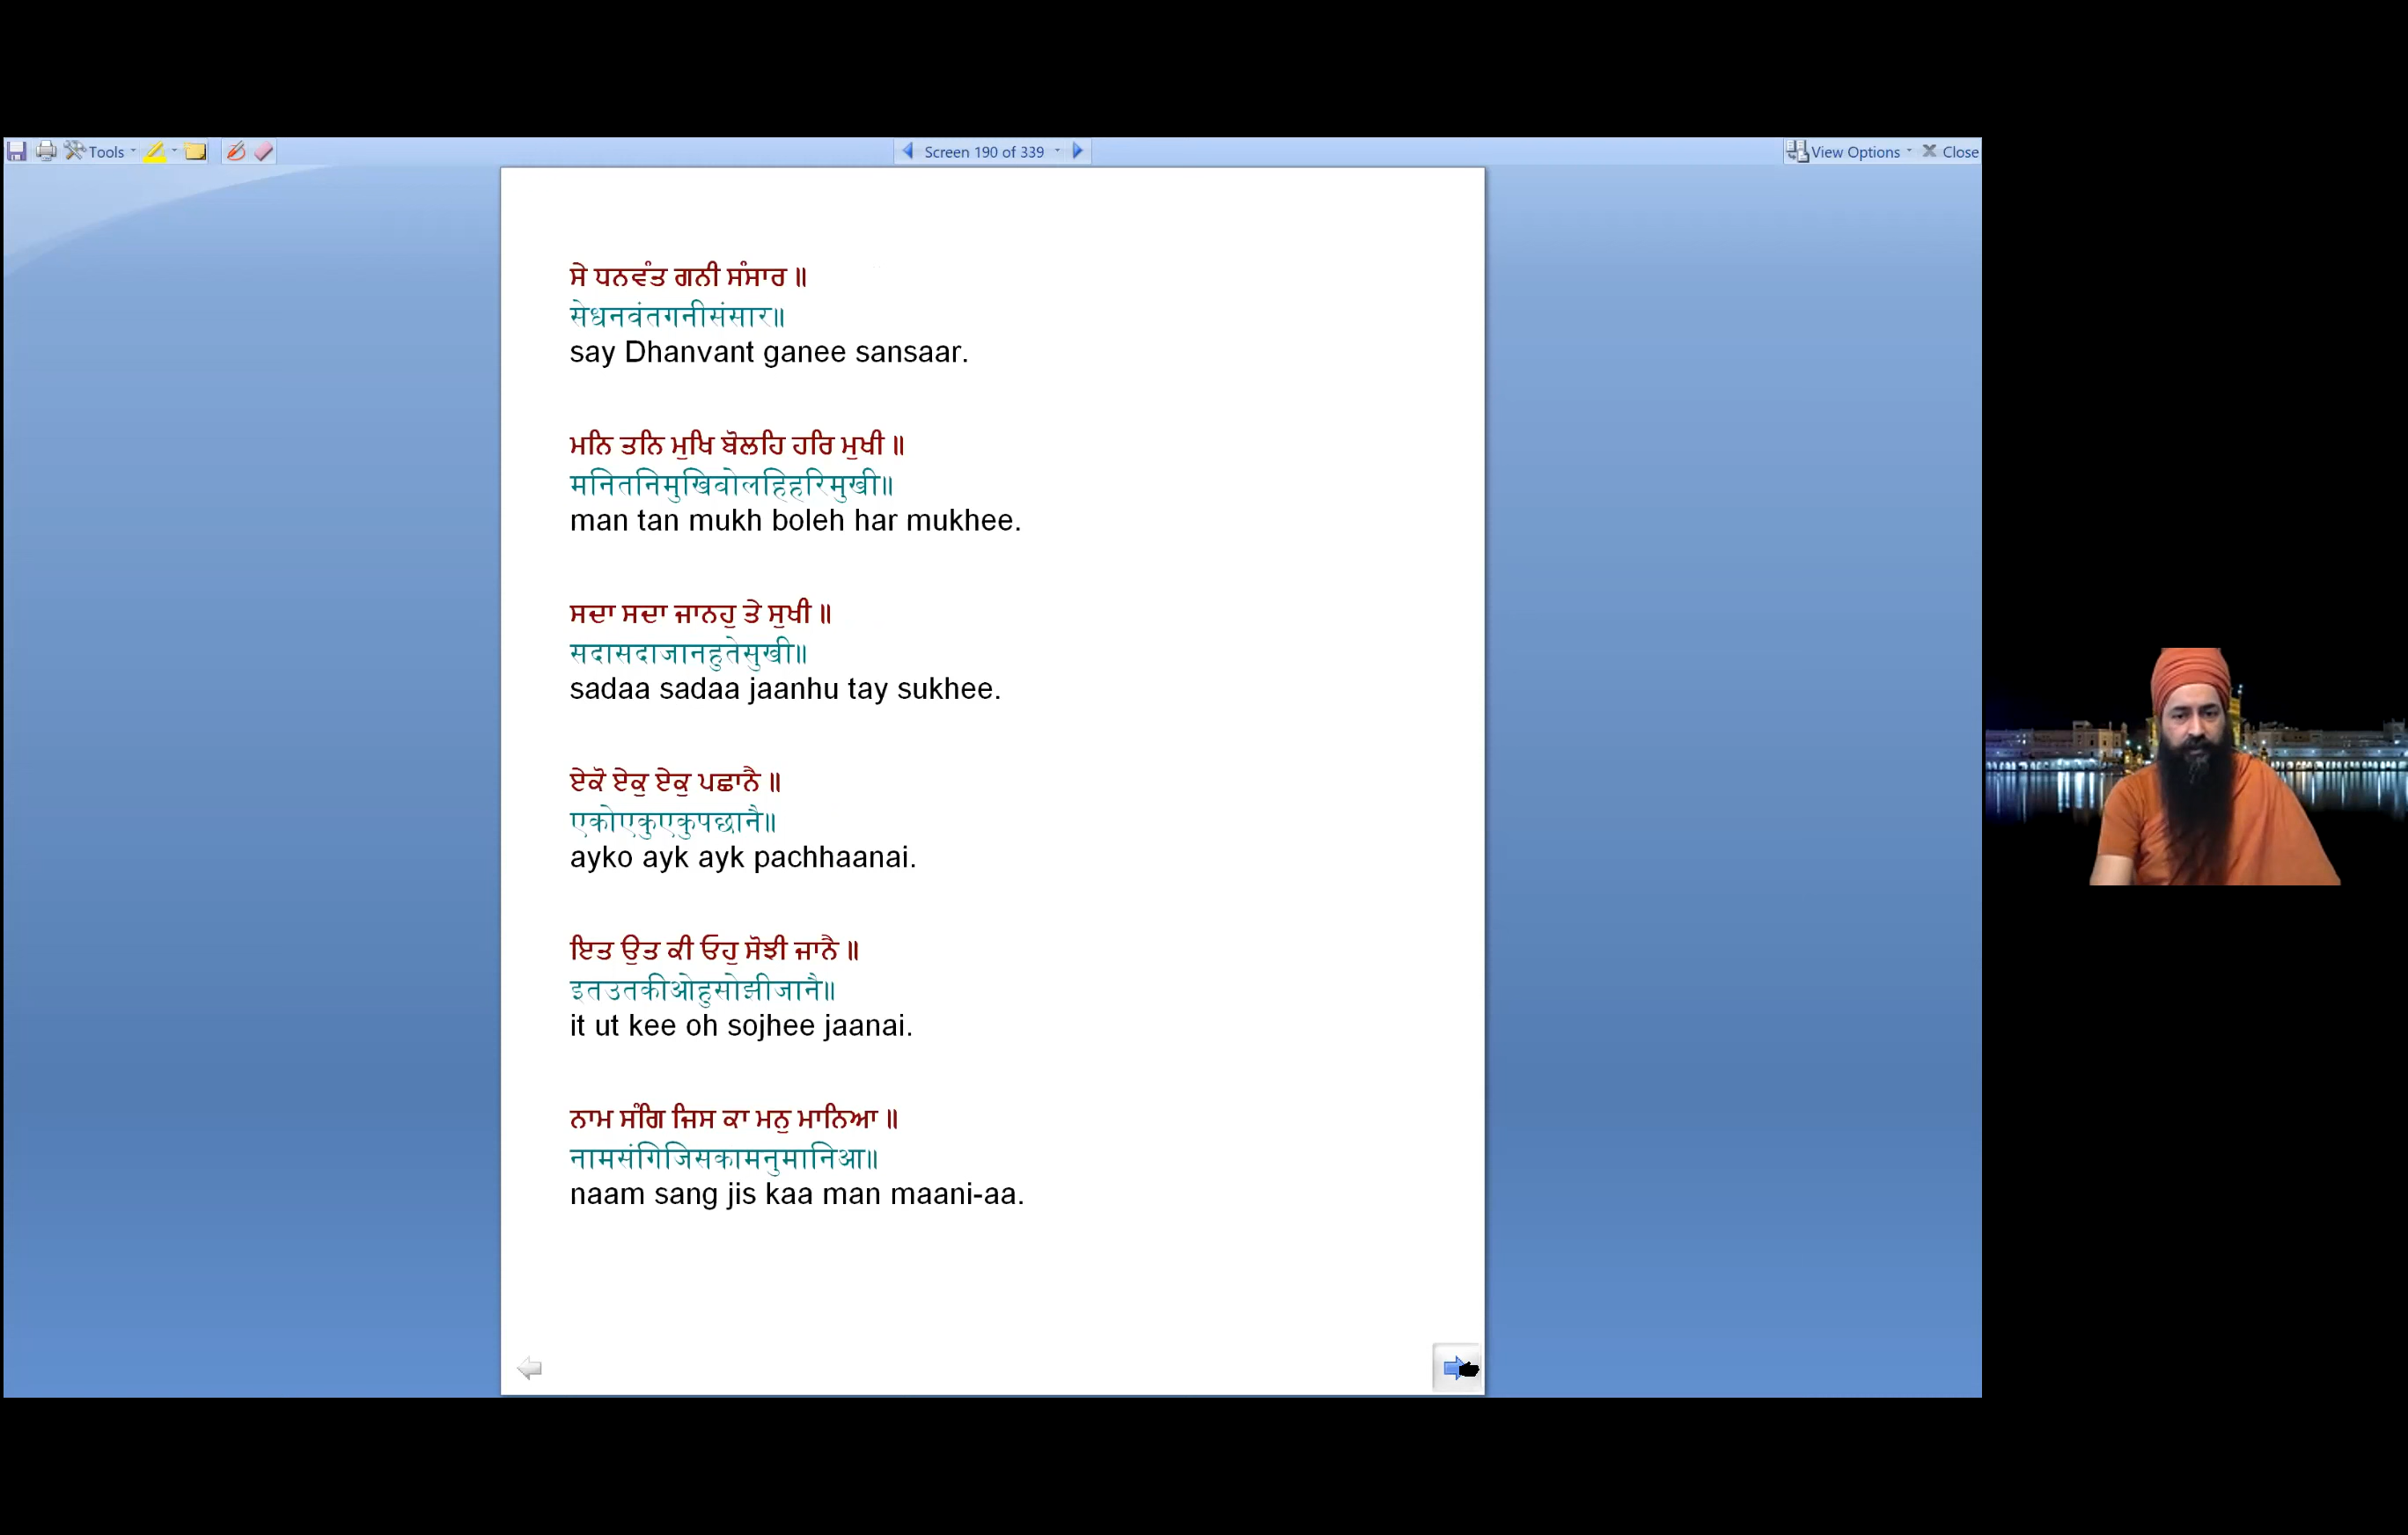 Tools
Screen 190 of 339
View Options
Close
ਸੇ ਧਨਵੰਤ ਗਨੀ ਸੰਸਾਰ ॥
सेधनवंतगनीसंसार॥
say Dhanvant ganee sansaar.
ਮਨਿ ਤਨਿ ਮੁਖਿ ਬੋਲਹਿ ਹਰਿ ਮੁਖੀ ॥
मनितनिमुखिबोलहिहरिमुखी॥
man tan mukh boleh har mukhee.
ਸਦਾ ਸਦਾ ਜਾਨਹੁ ਤੇ ਸੁਖੀ ॥
सदासदाजानहुतेसुखी॥
sadaa sadaa jaanhu tay sukhee.
ਏਕੋ ਏਕੁ ਏਕੁ ਪਛਾਨੈ ॥
एकोएकुएकुपछानै॥
ayko ayk ayk pachhaanai.
ਇਤ ਉਤ ਕੀ ਓਹੁ ਸੋਝੀ ਜਾਨੈ ॥
इतउतकीओहुसोझीजानै॥
it ut kee oh sojhee jaanai.
ਨਾਮ ਸੰਗਿ ਜਿਸ ਕਾ ਮਨੁ ਮਾਨਿਆ ॥
नामसंगिजिसकामनुमानिआ॥
naam sang jis kaa man maani-aa.